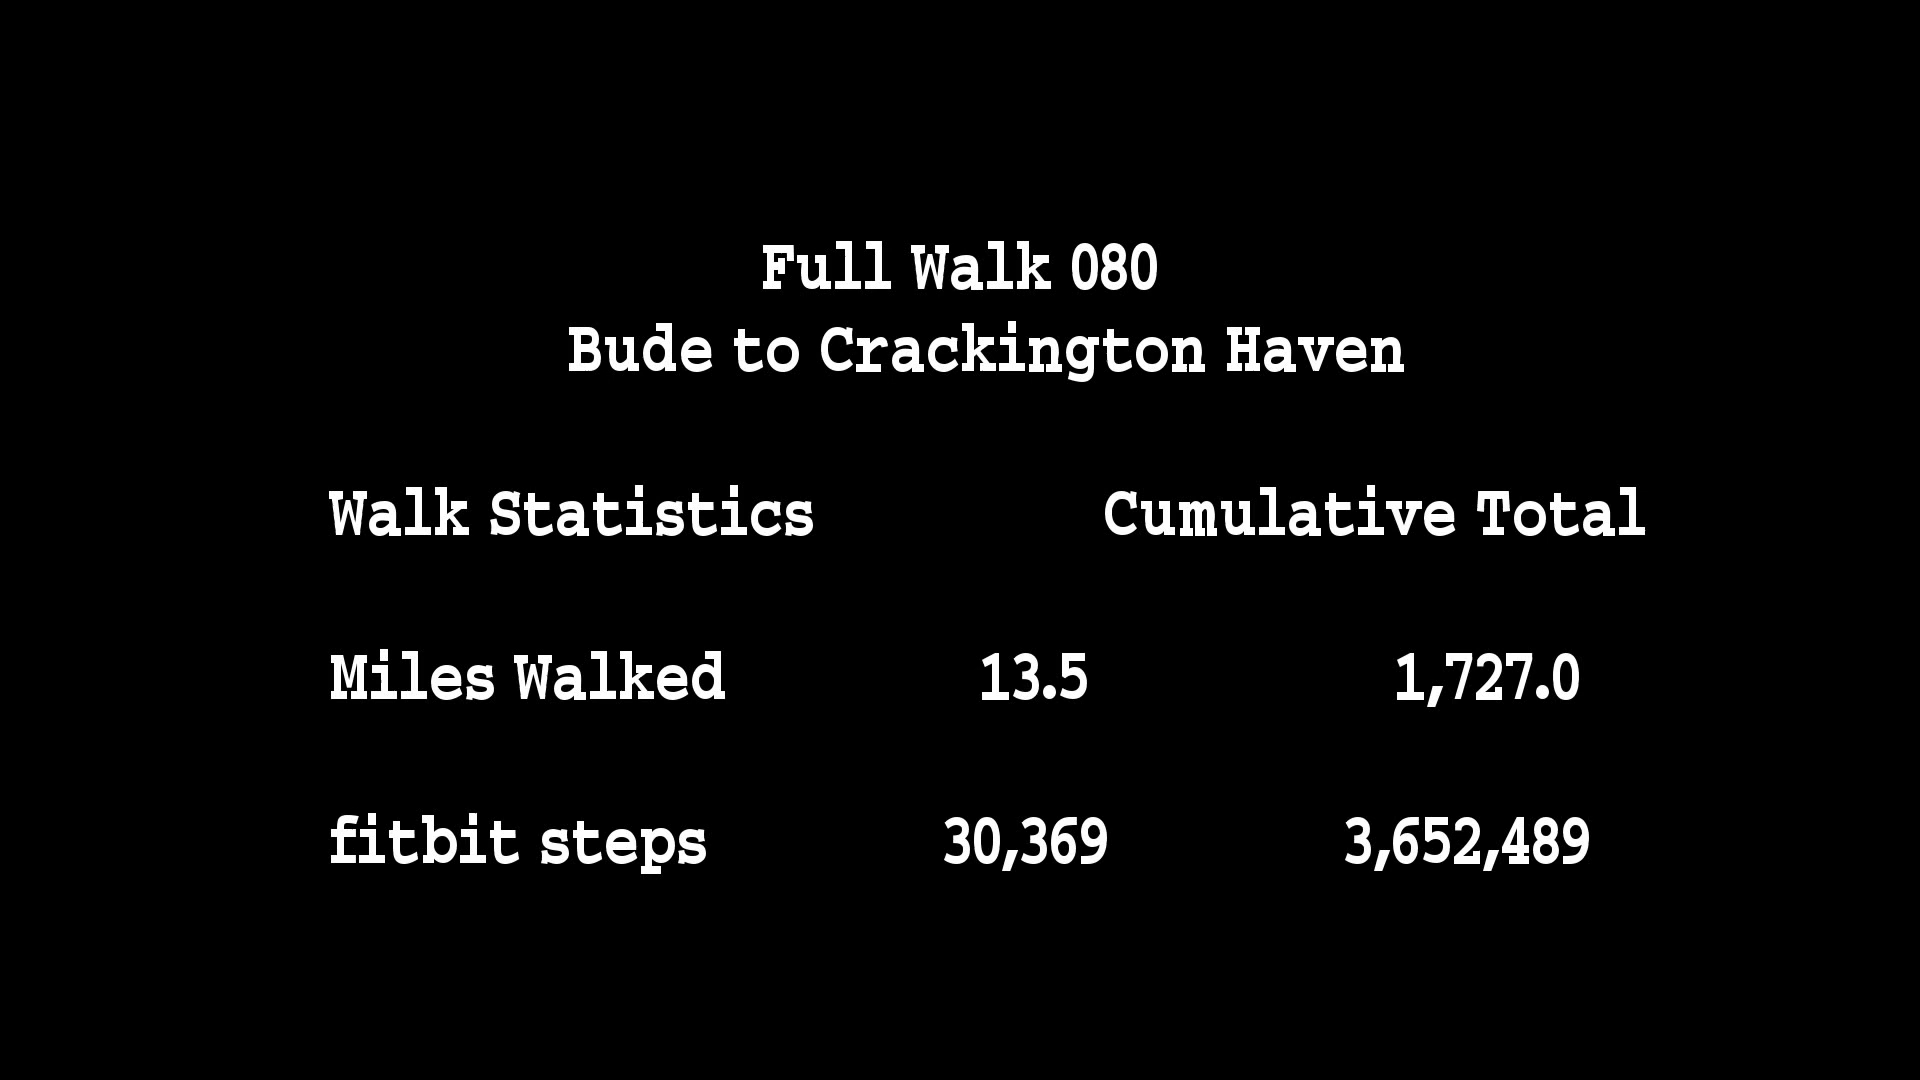 Full Walk 080
Bude to Crackington Haven
Walk Statistics Cumulative Total
Miles Walked 13.5 1,727.0
fitbit steps 30,369 3,652,489